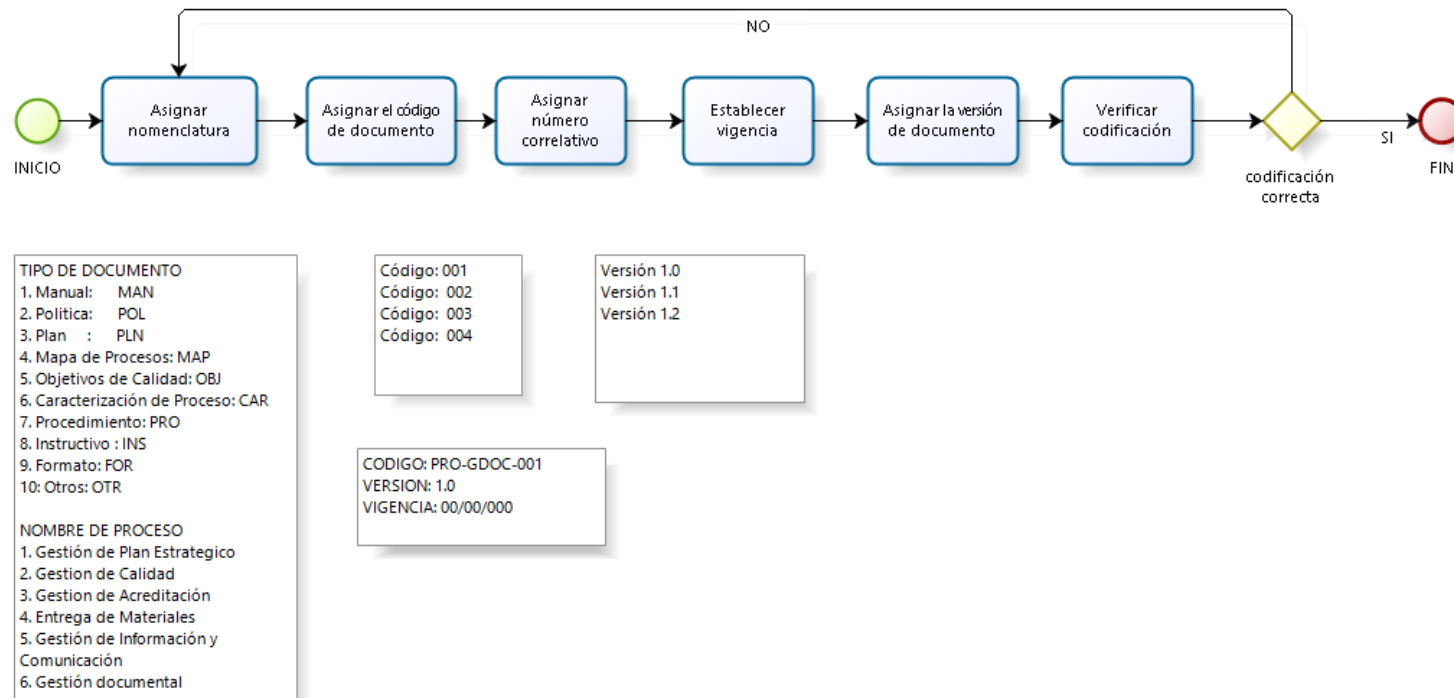 NO
Asignar
nomenclatura
Asignar el código
de documento
Asignar
número
correlativo
Establecer
vigencia
Asignar la versión
de documento
Verificar
codificación
INICIO
codificación
correcta
SI
FIN
TIPO DE DOCUMENTO
1. Manual: MAN
2. Politica: POL
3. Plan : PLN
4. Mapa de Procesos: MAP
5. Objetivos de Calidad: OBJ
6. Caracterización de Proceso: CAR
7. Procedimiento: PRO
8. Instructivo : INS
9. Formato: FOR
10: Otros: OTR
NOMBRE DE PROCESO
1. Gestión de Plan Estrategico
2. Gestion de Calidad
3. Gestion de Acreditación
4. Entrega de Materiales
5. Gestión de Información y
Comunicación
6. Gestión documental
Código: 001
Código: 002
Código: 003
Código: 004
Versión 1.0
Versión 1.1
Versión 1.2
CODIGO: PRO-GDOC-001
VERSION: 1.0
VIGENCIA: 00/00/000